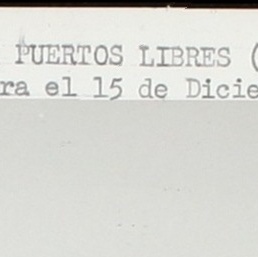 PUERTOS LIBRES (
ra el 15 de Dicie